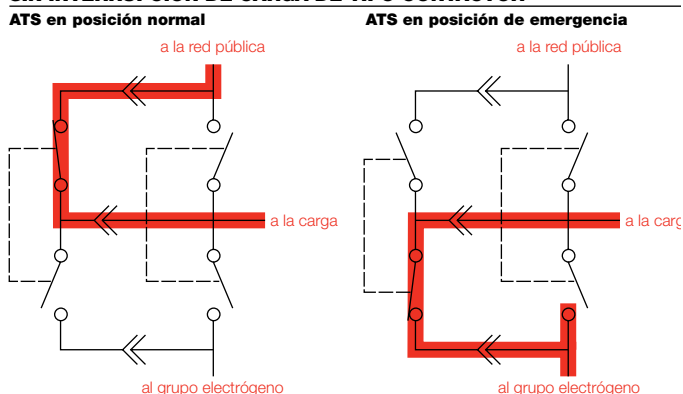 ATS en posición normal
ATS en posición de emergencia
a la red pública
a la red pública
a la carga
a la carg
al grupo electrógeno
al grupo electrógeno